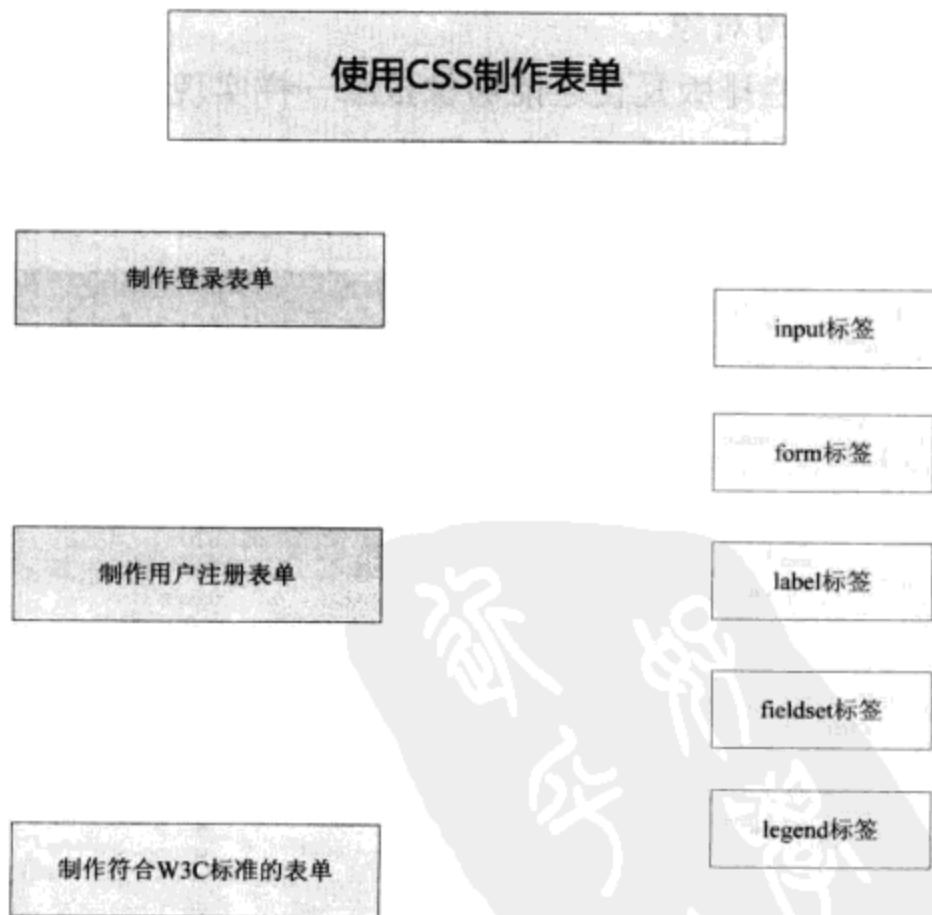 使用CSS制作表单
制作登录表单
input标签
form标签
制作用户注册表单
label标签
fieldset标签
legend标签
制作符合W3C标准的表单